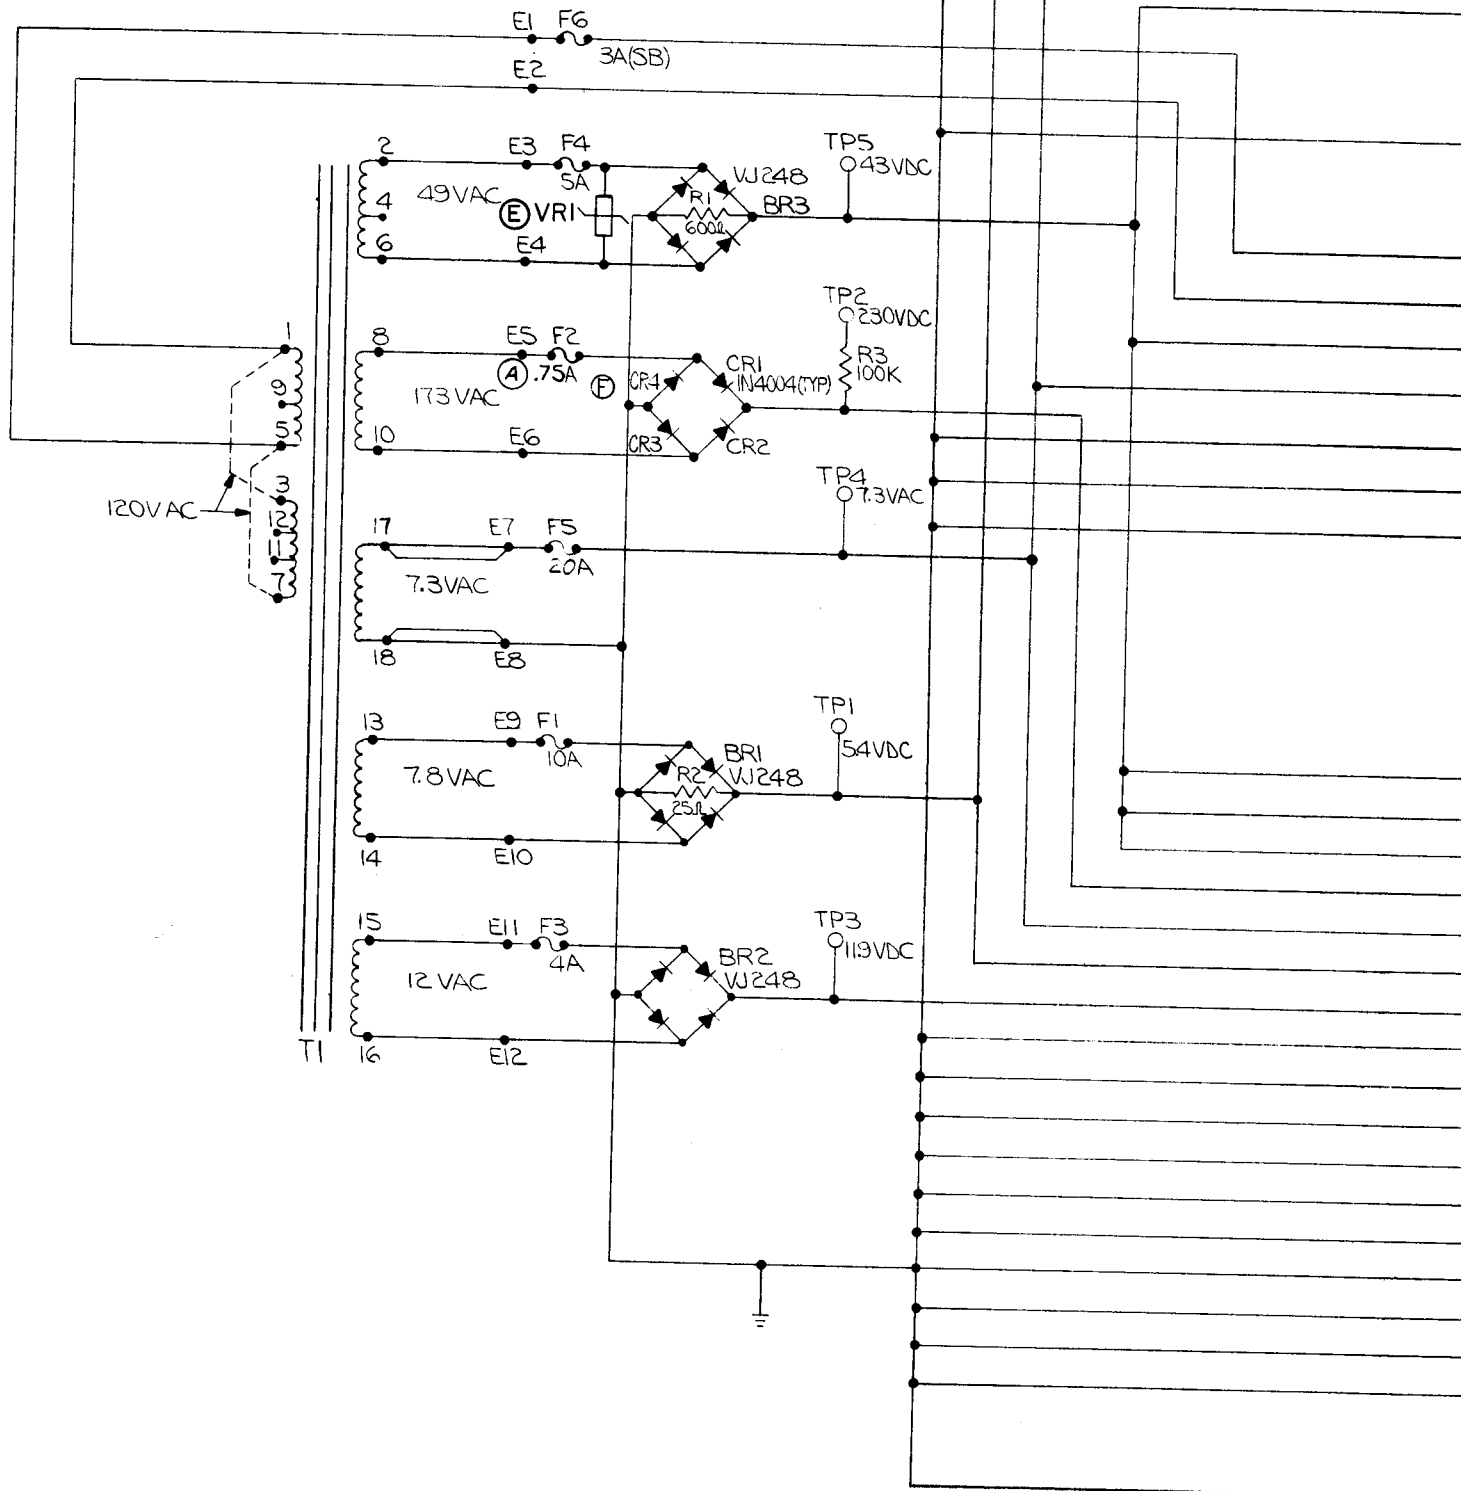 E1 F6
3A(SB)
E2
2 E3 F4 TP5
43VDC
5A VJ248
49VAC R1
4 E VR1 BR3
600Ω
6 E4
TP2
230VDC
1 8 E5 F2 R3
CR1
A .75A F CR4 1N4004(TYP) 100K
9 173VAC
5 10 E6 CR3 CR2
3 TP4
7.3VAC
120VAC 12 17 E7 F5
11 20A
7 7.3VAC
18 E8
TP1
13 E9 F1 5.4VDC
10A BR1
7.8VAC R2 VJ248
25Ω
14 E10
15 E11 F3 TP3
4A 11.9VDC
12VAC BR2
VJ248
T1 16 E12